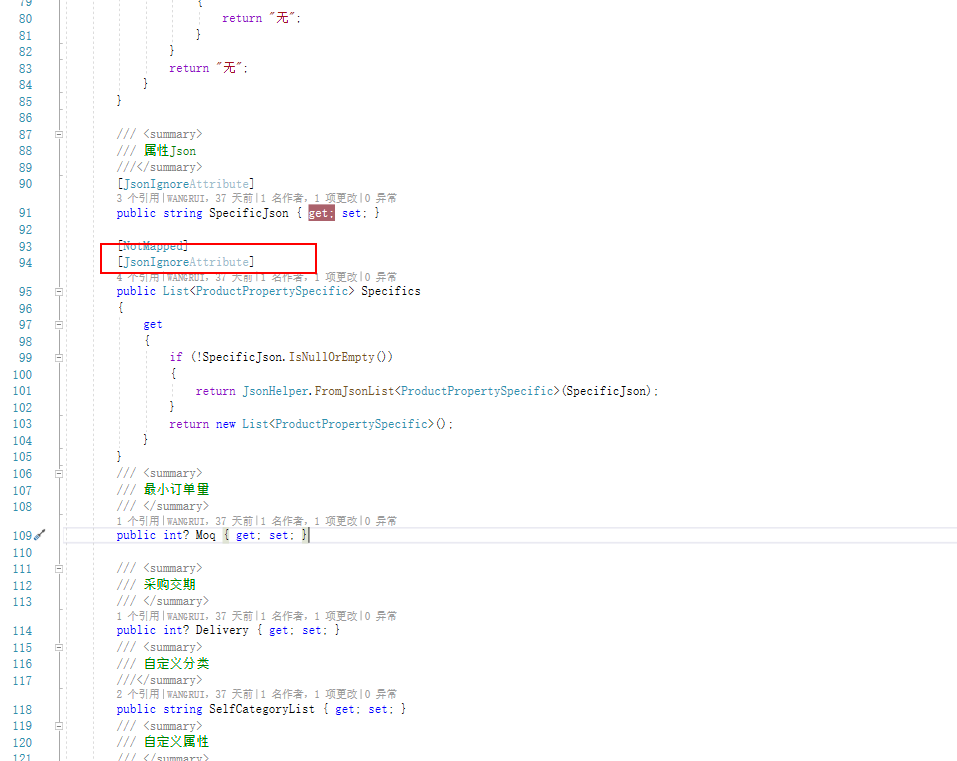 79 {
80 return "无";
81 }
82 }
83 return "无";
84 }
85 }
86
87 /// <summary>
88 /// 属性Json
89 ///</summary>
90 [JsonIgnoreAttribute]
3 个引用|WANGRUI, 37 天前|1 名作者, 1 项更改|0 异常
91 public string SpecificJson { get; set; }
92
93 [NotMapped]
94 [JsonIgnoreAttribute]
4 个引用|WANGRUI, 37 天前|1 名作者, 1 项更改|0 异常
95 public List<ProductPropertySpecific> Specifics
96 {
97 get
98 {
99 if (!SpecificJson.IsNullOrEmpty())
100 {
101 return JsonHelper.FromJsonList<ProductPropertySpecific>(SpecificJson);
102 }
103 return new List<ProductPropertySpecific>();
104 }
105 }
106 /// <summary>
107 /// 最小订单量
108 /// </summary>
1 个引用|WANGRUI, 37 天前|1 名作者, 1 项更改|0 异常
109 public int? Moq { get; set; }
110
111 /// <summary>
112 /// 采购交期
113 /// </summary>
1 个引用|WANGRUI, 37 天前|1 名作者, 1 项更改|0 异常
114 public int? Delivery { get; set; }
115 /// <summary>
116 /// 自定义分类
117 ///</summary>
2 个引用|WANGRUI, 37 天前|1 名作者, 1 项更改|0 异常
118 public string SelfCategoryList { get; set; }
119 /// <summary>
120 /// 自定义属性
121 /// </summary>